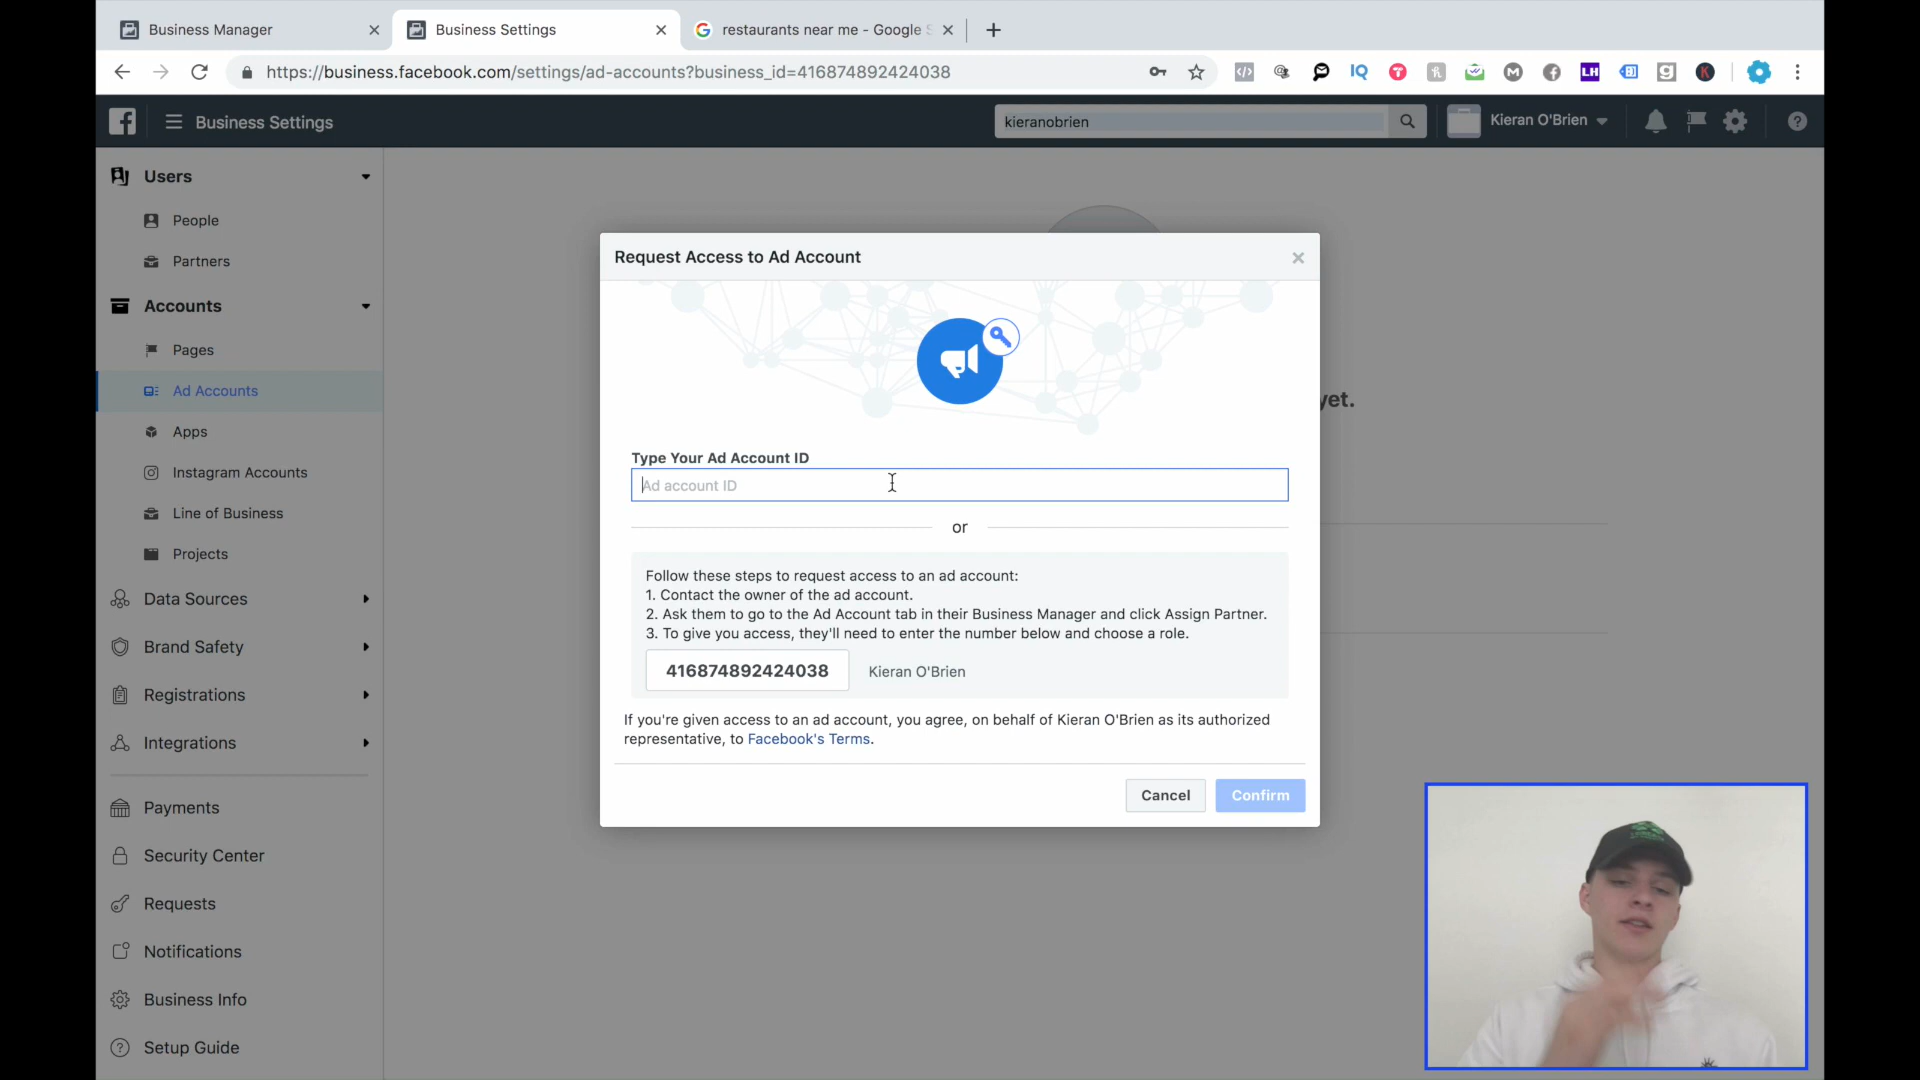 Business Manager
Business Settings
restaurants near me - Google S
https://business.facebook.com/settings/ad-accounts?business_id=416874892424038
IQ
LH
Business Settings
kieranobrien
Kieran O'Brien
Users
People
Partners
Accounts
Pages
Ad Accounts
Apps
Instagram Accounts
Line of Business
Projects
Data Sources
Brand Safety
Registrations
Integrations
Payments
Security Center
Requests
Notifications
Business Info
Setup Guide
yet.
Request Access to Ad Account
Type Your Ad Account ID
Ad account ID
or
Follow these steps to request access to an ad account:
1. Contact the owner of the ad account.
2. Ask them to go to the Ad Account tab in their Business Manager and click Assign Partner.
3. To give you access, they'll need to enter the number below and choose a role.
416874892424038
Kieran O'Brien
If you're given access to an ad account, you agree, on behalf of Kieran O'Brien as its authorized
representative, to Facebook's Terms.
Cancel
Confirm